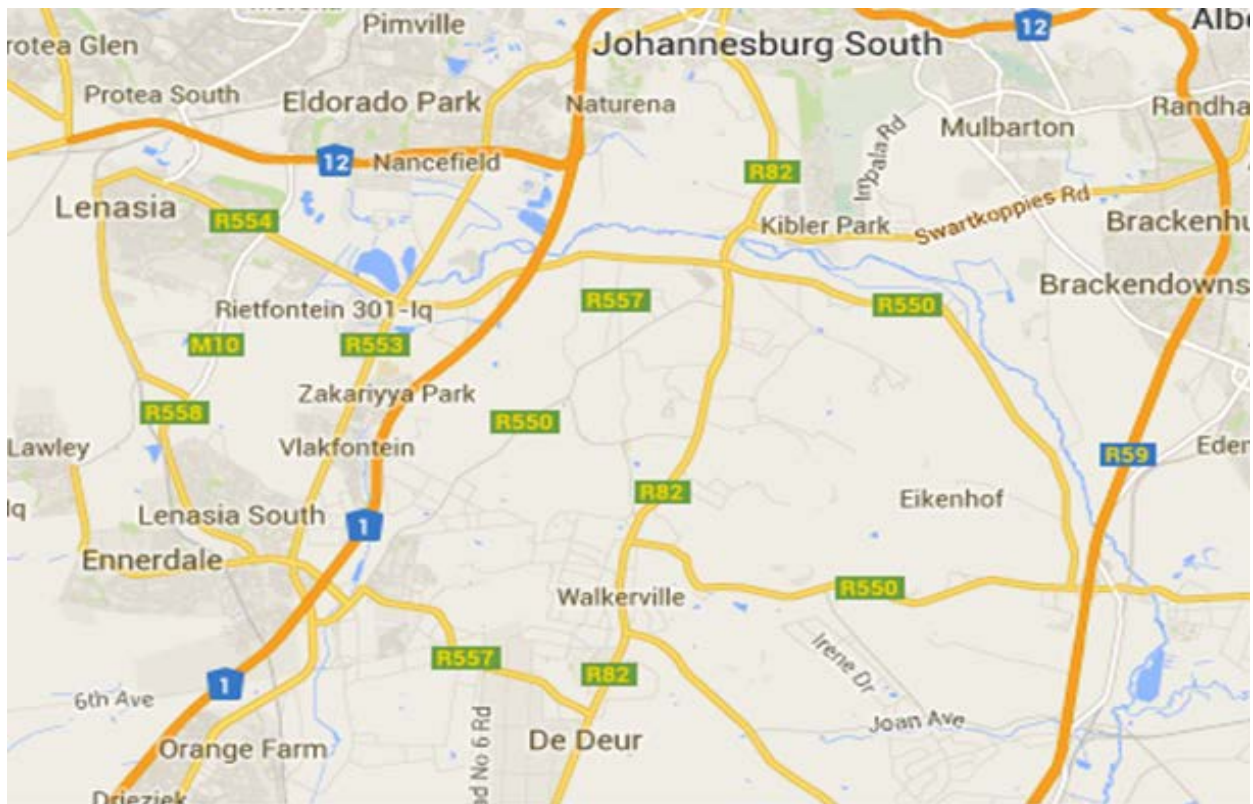 Pimville
12
Johannesburg South
rotea Glen
Protea South
Eldorado Park
Naturena
Mulbarton
Randha
Impala Rd
12
Nancefield
R82
Lenasia
R554
Kibler Park
Swartkoppies Rd
Brackenhu
Brackendowns
Rietfontein 301-Iq
R557
R550
M10
R553
Zakariyya Park
R558
R550
Lawley
Vlakfontein
R59
Eden
R82
Eikenhof
Iq
Lenasia South
1
Ennerdale
Walkerville
R550
Irene Dr
R557
R82
1
6th Ave
Joan Ave
ad No 6 Rd
Orange Farm
De Deur
Drieziek